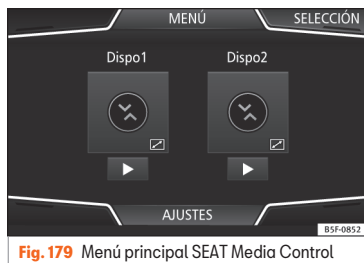 MENÚ SELECCIÓN
Dispo1 Dispo2
AJUSTES
B5F-0852
Fig. 179 Menú principal SEAT Media Control